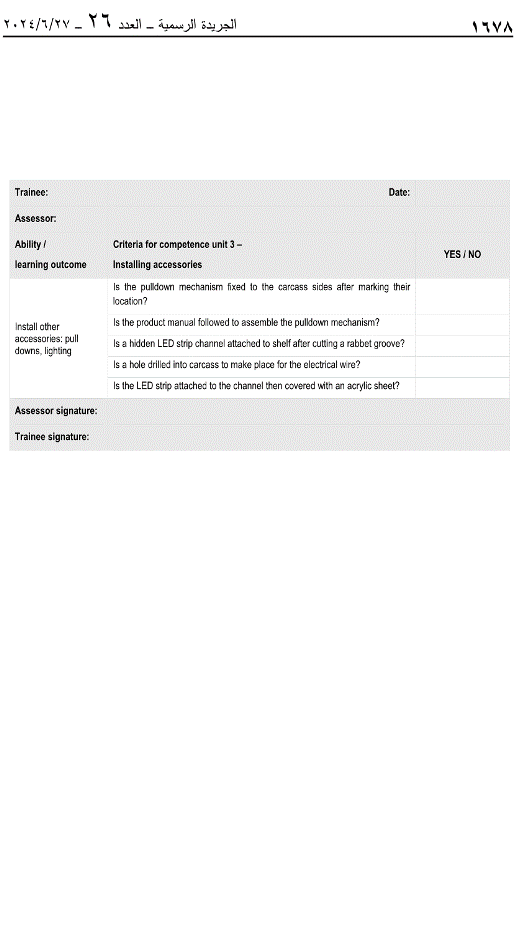 ١٦٧٨ الجريدة الرسمية – العدد ٢٦ – ٢٠٢٤/٦/٢٧
Trainee: Date:
Assessor:
Ability / learning outcome
Criteria for competence unit 3 –
Installing accessories
YES / NO
Install other
accessories: pull
downs, lighting
Is the pulldown mechanism fixed to the carcass sides after marking their
location?
Is the product manual followed to assemble the pulldown mechanism?
Is a hidden LED strip channel attached to shelf after cutting a rabbet groove?
Is a hole drilled into carcass to make place for the electrical wire?
Is the LED strip attached to the channel then covered with an acrylic sheet?
Assessor signature:
Trainee signature: